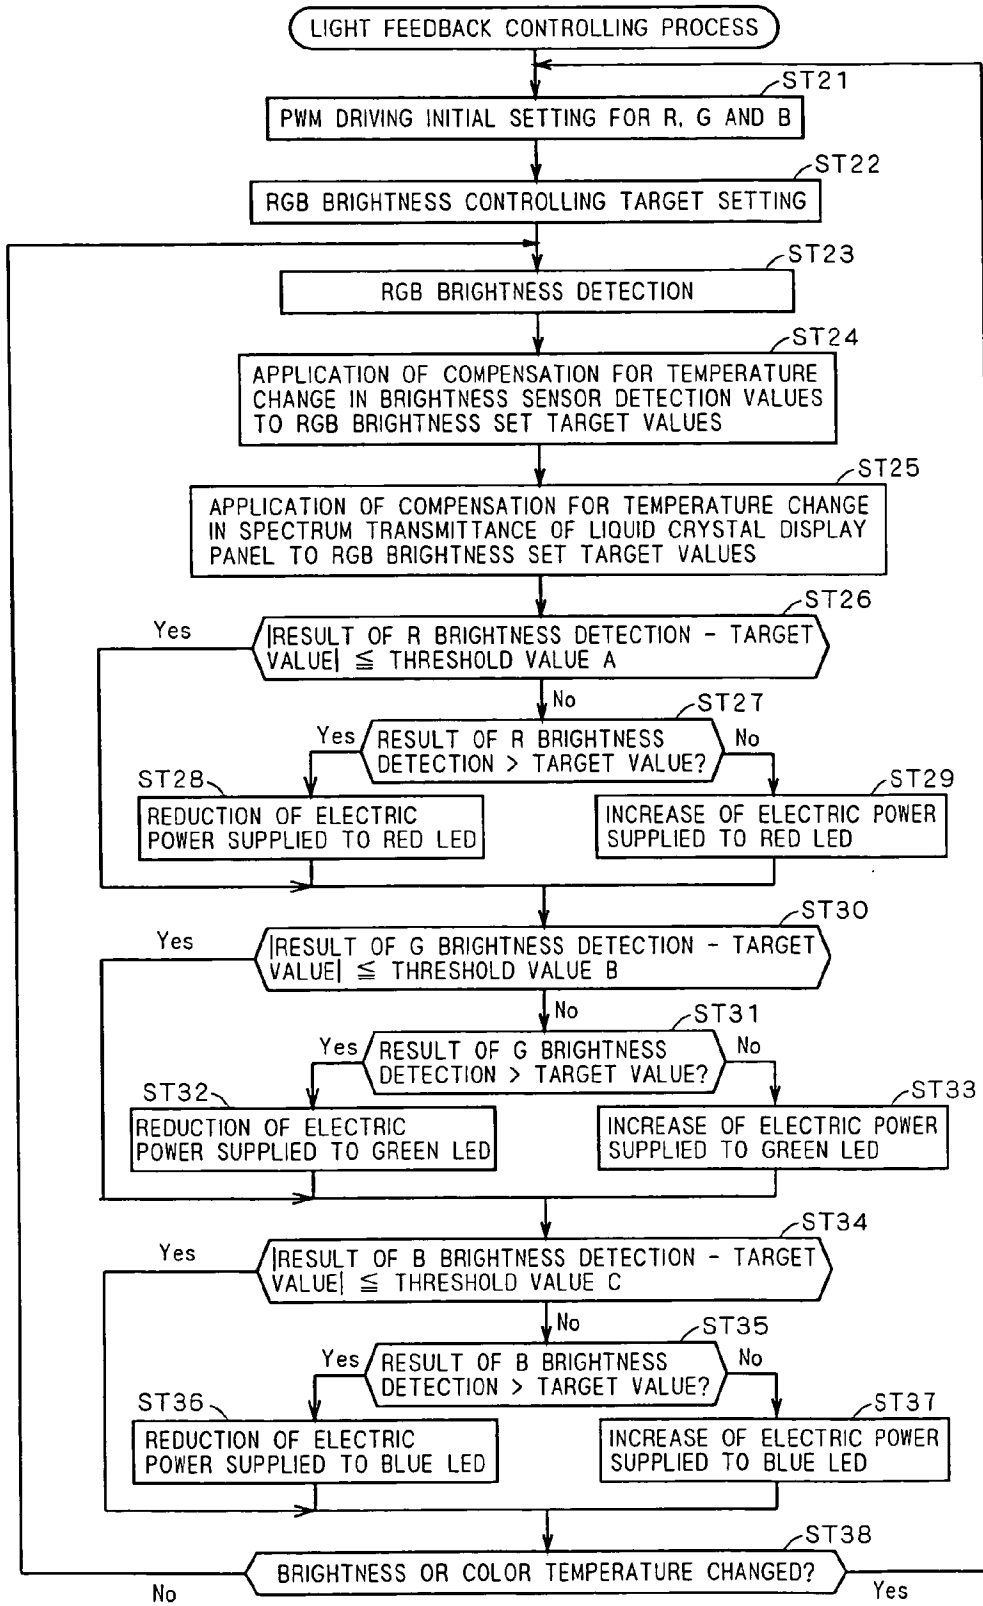 LIGHT FEEDBACK CONTROLLING PROCESS
ST21
PWM DRIVING INITIAL SETTING FOR R, G AND B
ST22
RGB BRIGHTNESS CONTROLLING TARGET SETTING
ST23
RGB BRIGHTNESS DETECTION
ST24
APPLICATION OF COMPENSATION FOR TEMPERATURE
CHANGE IN BRIGHTNESS SENSOR DETECTION VALUES
TO RGB BRIGHTNESS SET TARGET VALUES
ST25
APPLICATION OF COMPENSATION FOR TEMPERATURE CHANGE
IN SPECTRUM TRANSMITTANCE OF LIQUID CRYSTAL DISPLAY
PANEL TO RGB BRIGHTNESS SET TARGET VALUES
ST26
Yes
|RESULT OF R BRIGHTNESS DETECTION - TARGET
VALUE| ≦ THRESHOLD VALUE A
No
ST27
Yes
RESULT OF R BRIGHTNESS
DETECTION > TARGET VALUE?
No
ST28
REDUCTION OF ELECTRIC
POWER SUPPLIED TO RED LED
ST29
INCREASE OF ELECTRIC POWER
SUPPLIED TO RED LED
ST30
Yes
|RESULT OF G BRIGHTNESS DETECTION - TARGET
VALUE| ≦ THRESHOLD VALUE B
No
ST31
Yes
RESULT OF G BRIGHTNESS
DETECTION > TARGET VALUE?
No
ST32
REDUCTION OF ELECTRIC
POWER SUPPLIED TO GREEN LED
ST33
INCREASE OF ELECTRIC POWER
SUPPLIED TO GREEN LED
ST34
Yes
|RESULT OF B BRIGHTNESS DETECTION - TARGET
VALUE| ≦ THRESHOLD VALUE C
No
ST35
Yes
RESULT OF B BRIGHTNESS
DETECTION > TARGET VALUE?
No
ST36
REDUCTION OF ELECTRIC
POWER SUPPLIED TO BLUE LED
ST37
INCREASE OF ELECTRIC POWER
SUPPLIED TO BLUE LED
ST38
BRIGHTNESS OR COLOR TEMPERATURE CHANGED?
No
Yes